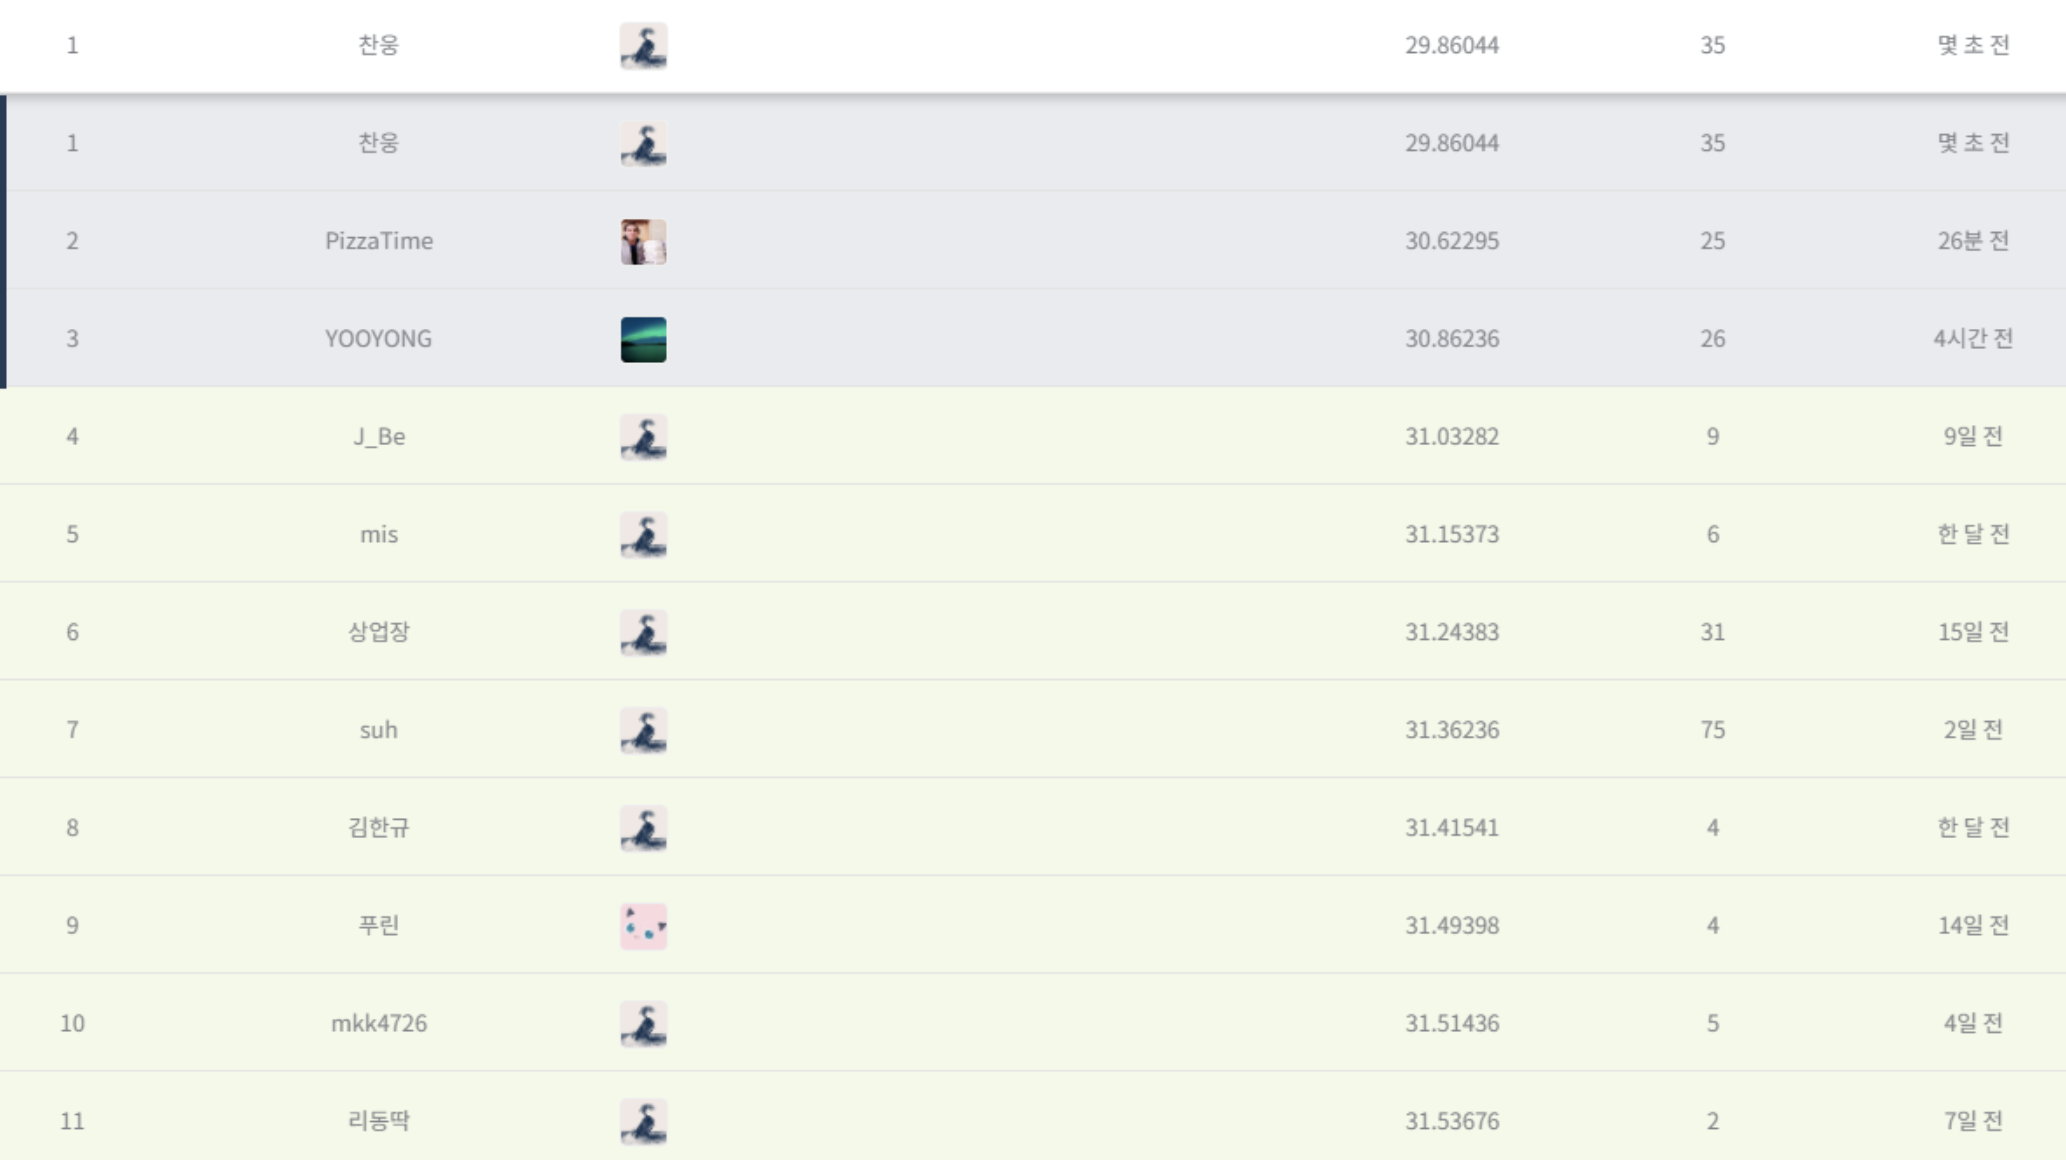 1 찬웅 29.86044 35 몇 초 전
1 찬웅 29.86044 35 몇 초 전
2 PizzaTime 30.62295 25 26분 전
3 YOOYONG 30.86236 26 4시간 전
4 J_Be 31.03282 9 9일 전
5 mis 31.15373 6 한 달 전
6 상업장 31.24383 31 15일 전
7 suh 31.36236 75 2일 전
8 김한규 31.41541 4 한 달 전
9 푸린 31.49398 4 14일 전
10 mkk4726 31.51436 5 4일 전
11 리동딱 31.53676 2 7일 전